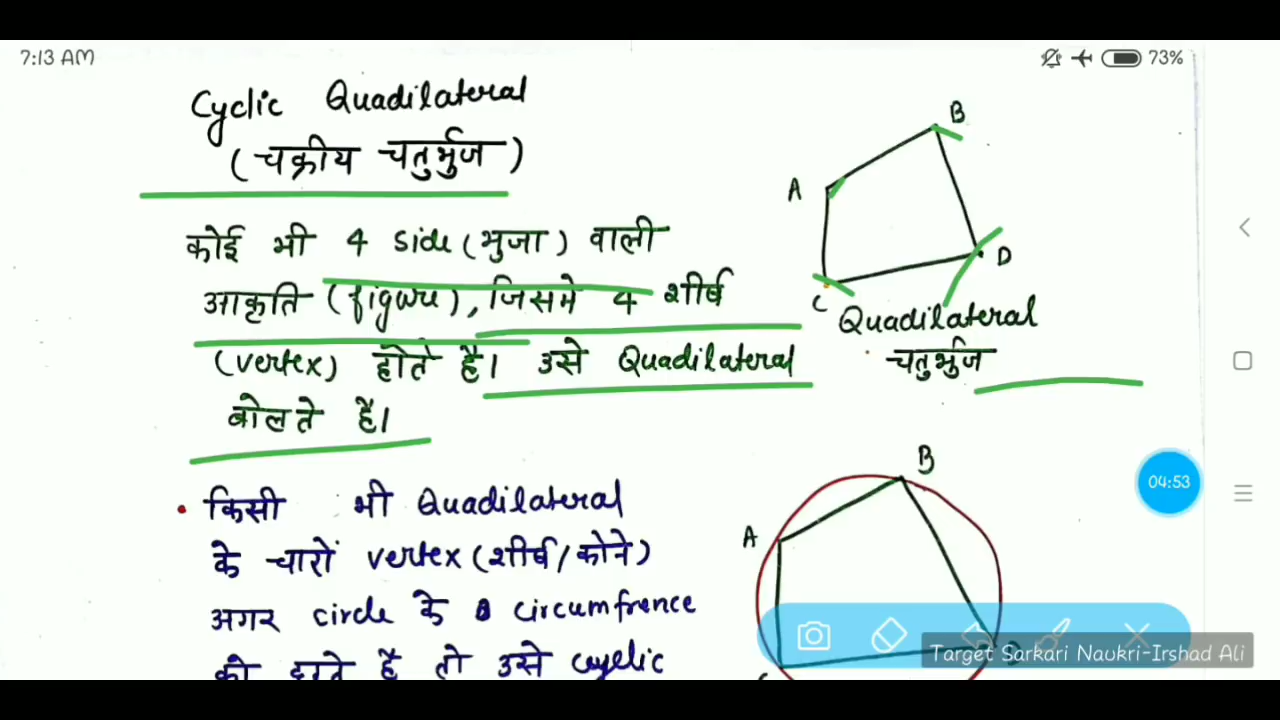 7:13 AM
73%
Cyclic Quadilateral
(चक्रीय चतुर्भुज)
कोई भी 4 side (भुजा) वाली
आकृति (figure), जिसमे 4 शीर्ष
(vertex) होते है। उसे Quadilateral
बोलते है।
A
B
C
D
Quadilateral
चतुर्भुज
• किसी भी Quadilateral
के चारों vertex (शीर्ष/कोने)
अगर circle के circumfrence
को छुते है तो उसे
A
B
04:53
Target Sarkari Naukri-Irshad Ali